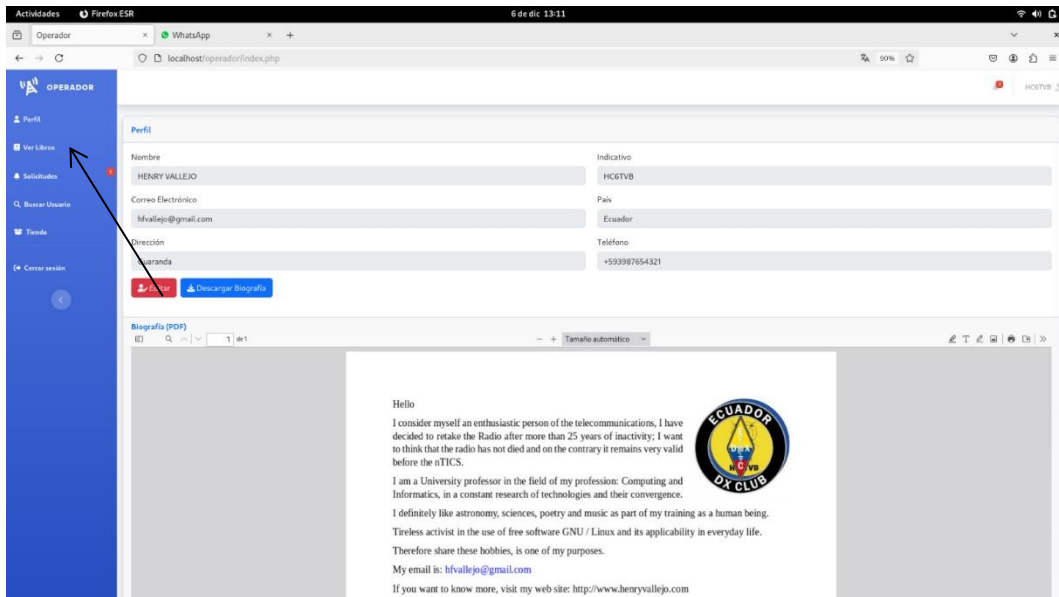 Actividades Firefox ESR 6 de dic 13:11
Operador × WhatsApp × +
localhost/operador/index.php 90%
OPERADOR HC6TVB
Perfil
Ver Libros
Solicitudes
Buscar Usuario
Tienda
Cerrar sesión
Perfil
Nombre Indicativo
HENRY VALLEJO HC6TVB
Correo Electrónico País
hfvallejo@gmail.com Ecuador
Dirección Teléfono
Guaranda +593987654321
Editar Descargar Biografía
Biografía (PDF)
1 de 1 − + Tamaño automático
Hello
I consider myself an enthusiastic person of the telecommunications, I have
decided to retake the Radio after more than 25 years of inactivity; I want
to think that the radio has not died and on the contrary it remains very valid
before the nTICS.
ECUADOR
HC VB
DX CLUB
I am a University professor in the field of my profession: Computing and
Informatics, in a constant research of technologies and their convergence.
I definitely like astronomy, sciences, poetry and music as part of my training as a human being.
Tireless activist in the use of free software GNU / Linux and its applicability in everyday life.
Therefore share these hobbies, is one of my purposes.
My email is: hfvallejo@gmail.com
If you want to know more, visit my web site: http://www.henryvallejo.com